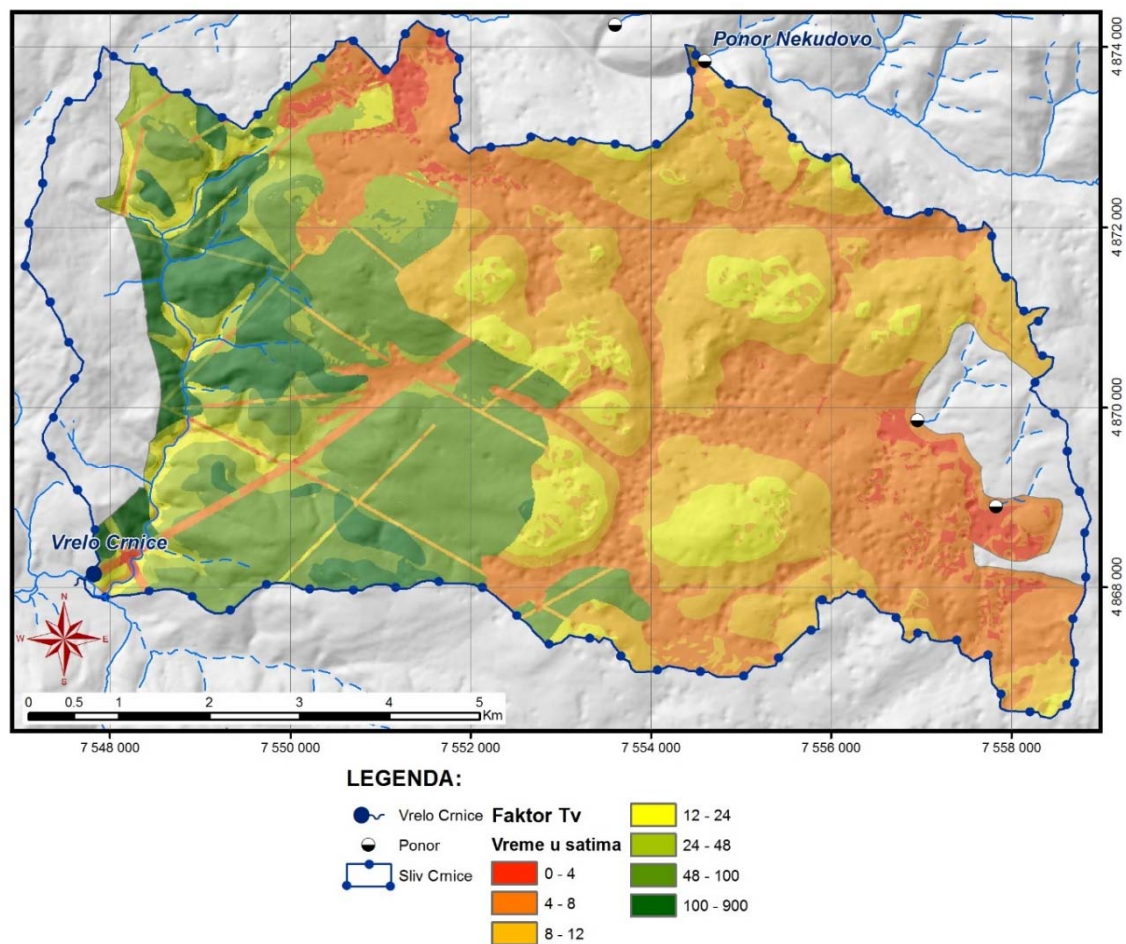 Ponor Nekudovo
4 874 000
4 872 000
4 870 000
4 868 000
Vrelo Crnice
N
W E
S
0 0.5 1 2 3 4 5
Km
7 548 000 7 550 000 7 552 000 7 554 000 7 556 000 7 558 000
LEGENDA:
Vrelo Crnice
Ponor
Sliv Crnice
Faktor Tv
Vreme u satima
0 - 4
4 - 8
8 - 12
12 - 24
24 - 48
48 - 100
100 - 900